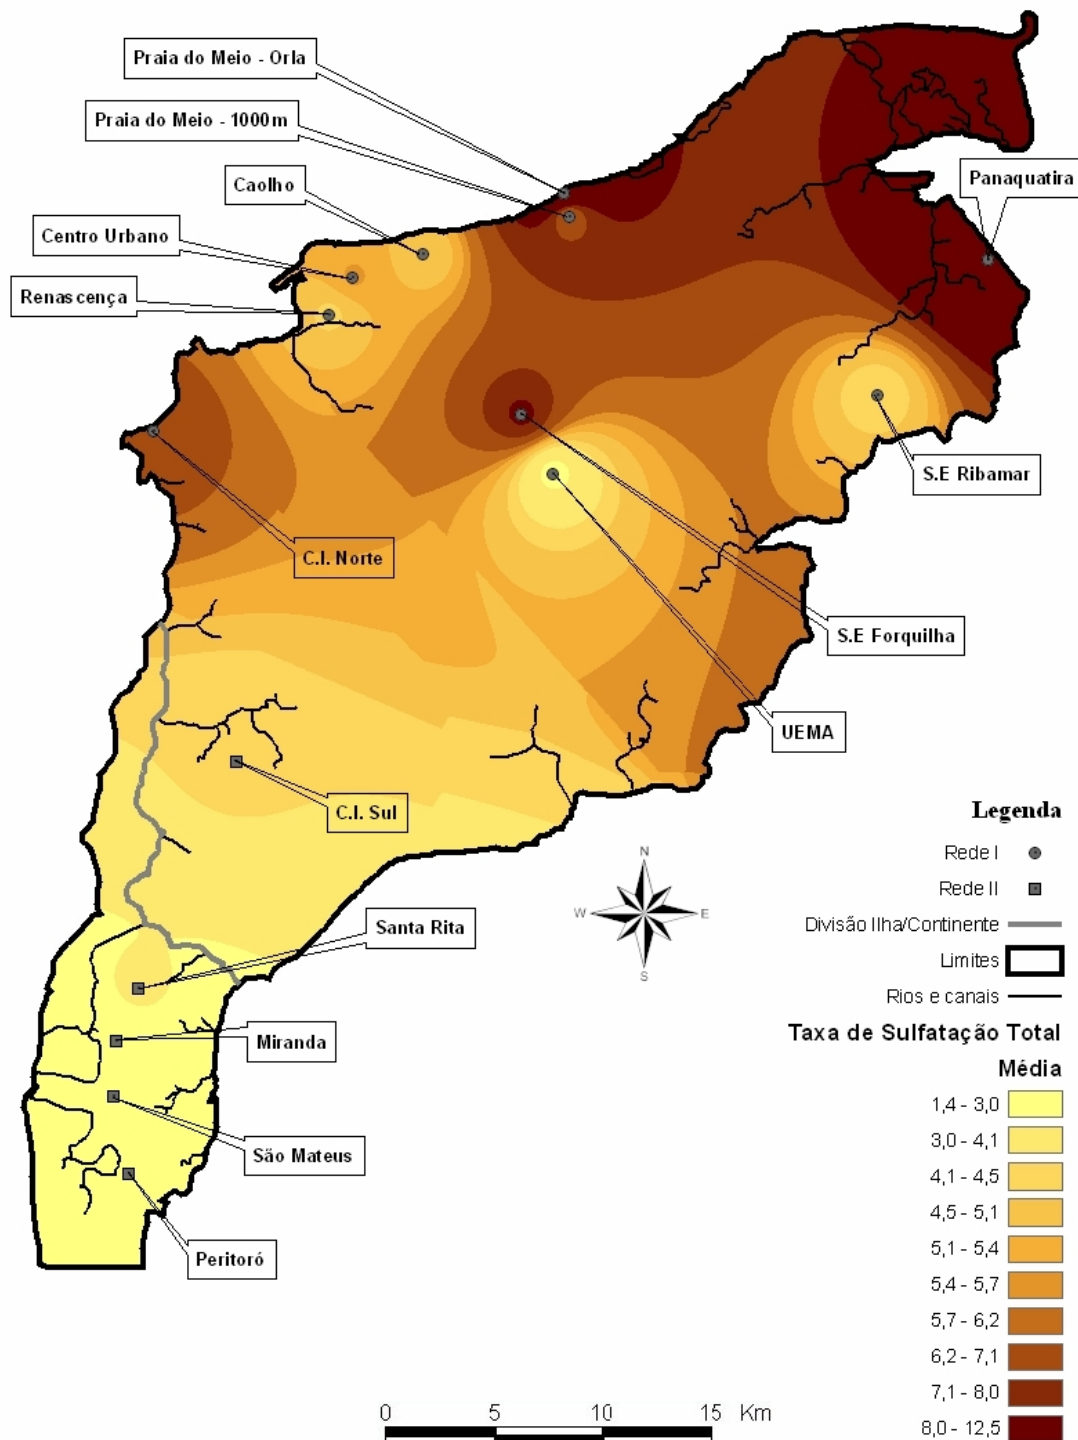 Praia do Meio - Orla
Praia do Meio - 1000m
Caolho
Panaquatira
Centro Urbano
Renascença
S.E Ribamar
C.I. Norte
S.E Forquilha
UEMA
C.I. Sul
Santa Rita
Miranda
São Mateus
Peritoró
N
W E
S
Legenda
Rede I
Rede II
Divisão Ilha/Continente
Limites
Rios e canais
Taxa de Sulfatação Total
Média
1,4 - 3,0
3,0 - 4,1
4,1 - 4,5
4,5 - 5,1
5,1 - 5,4
5,4 - 5,7
5,7 - 6,2
6,2 - 7,1
7,1 - 8,0
8,0 - 12,5
0 5 10 15 Km